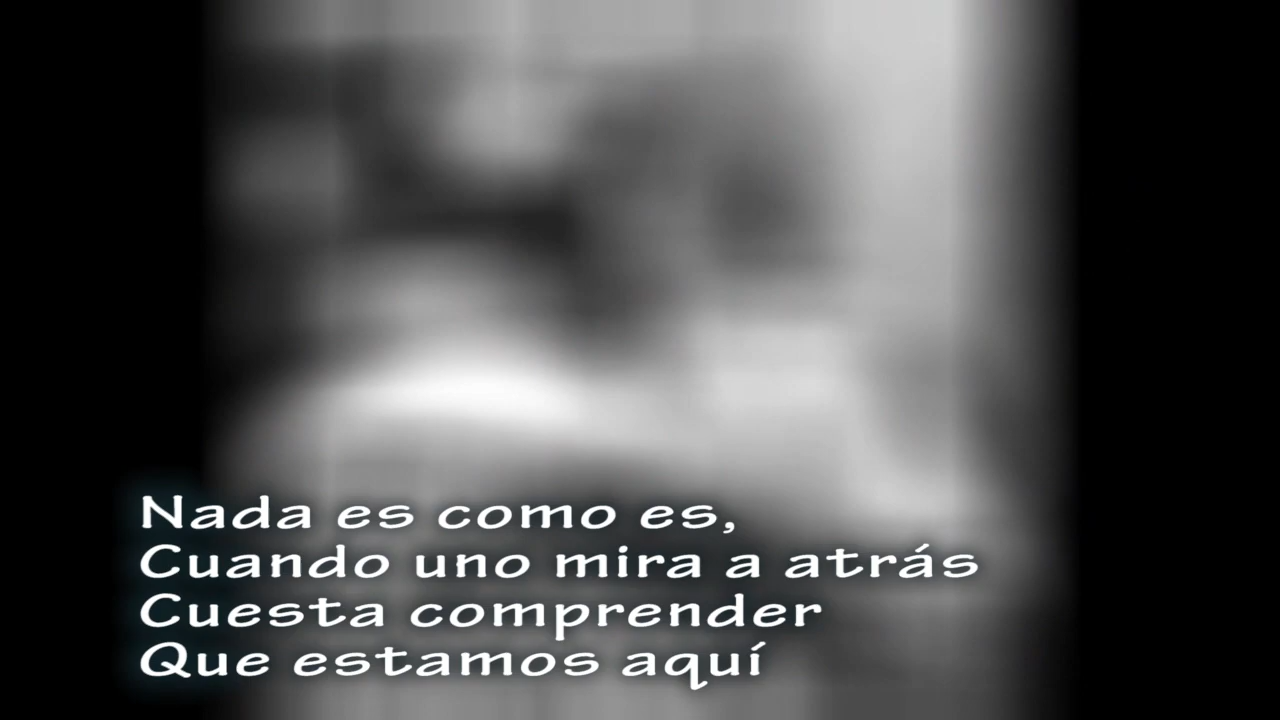 Nada es como es,
Cuando uno mira a atrás
Cuesta comprender
Que estamos aquí